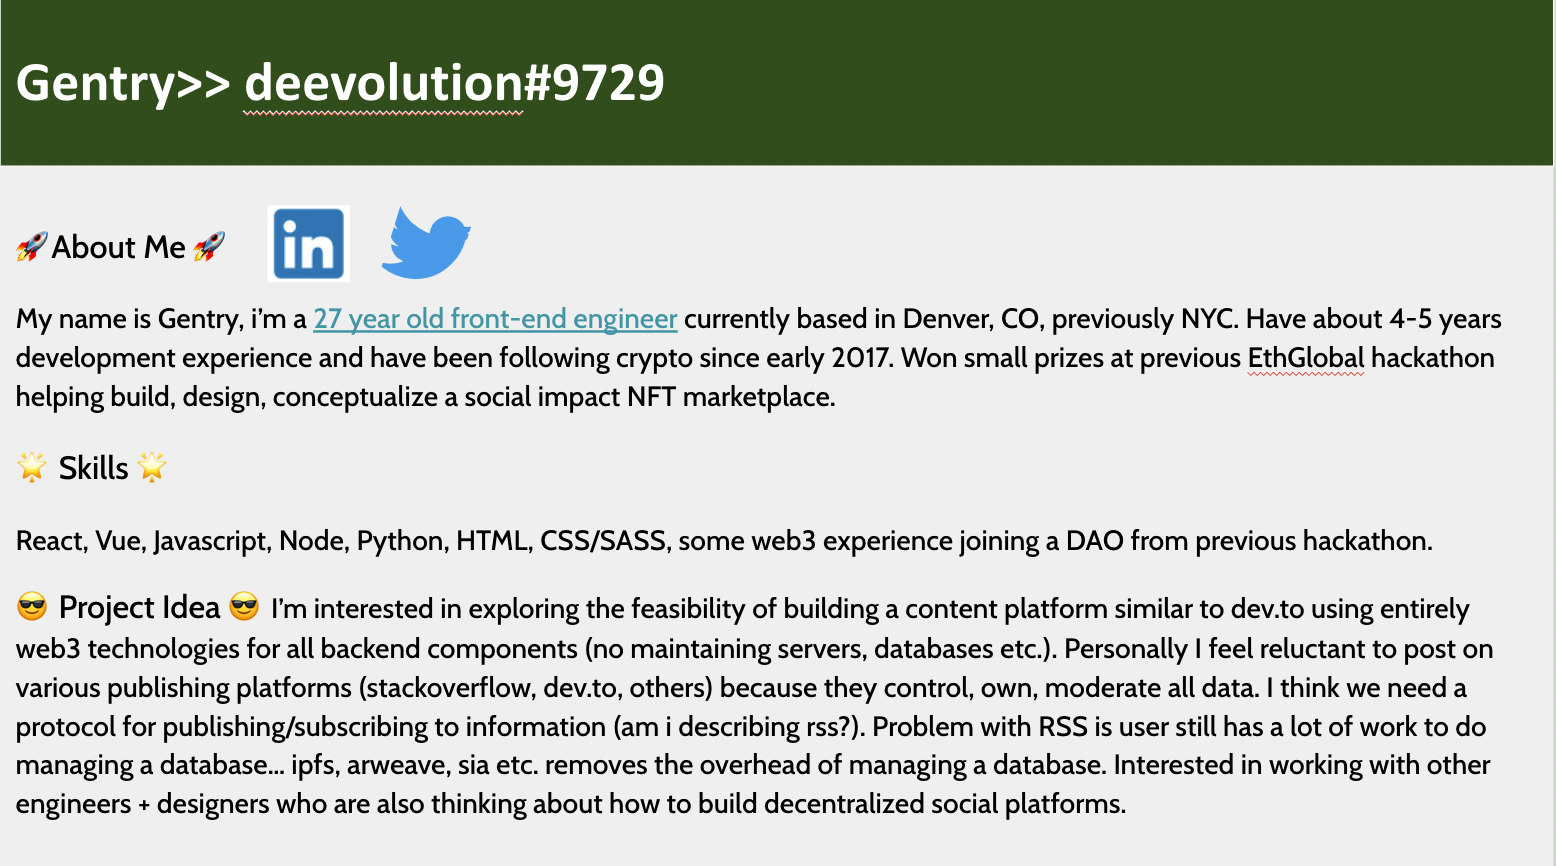 Gentry>> deevolution#9729
🚀About Me 🚀 in
My name is Gentry, i’m a 27 year old front-end engineer currently based in Denver, CO, previously NYC. Have about 4-5 years
development experience and have been following crypto since early 2017. Won small prizes at previous EthGlobal hackathon
helping build, design, conceptualize a social impact NFT marketplace.
🌟 Skills 🌟
React, Vue, Javascript, Node, Python, HTML, CSS/SASS, some web3 experience joining a DAO from previous hackathon.
😎 Project Idea 😎 I’m interested in exploring the feasibility of building a content platform similar to dev.to using entirely
web3 technologies for all backend components (no maintaining servers, databases etc.). Personally I feel reluctant to post on
various publishing platforms (stackoverflow, dev.to, others) because they control, own, moderate all data. I think we need a
protocol for publishing/subscribing to information (am i describing rss?). Problem with RSS is user still has a lot of work to do
managing a database... ipfs, arweave, sia etc. removes the overhead of managing a database. Interested in working with other
engineers + designers who are also thinking about how to build decentralized social platforms.